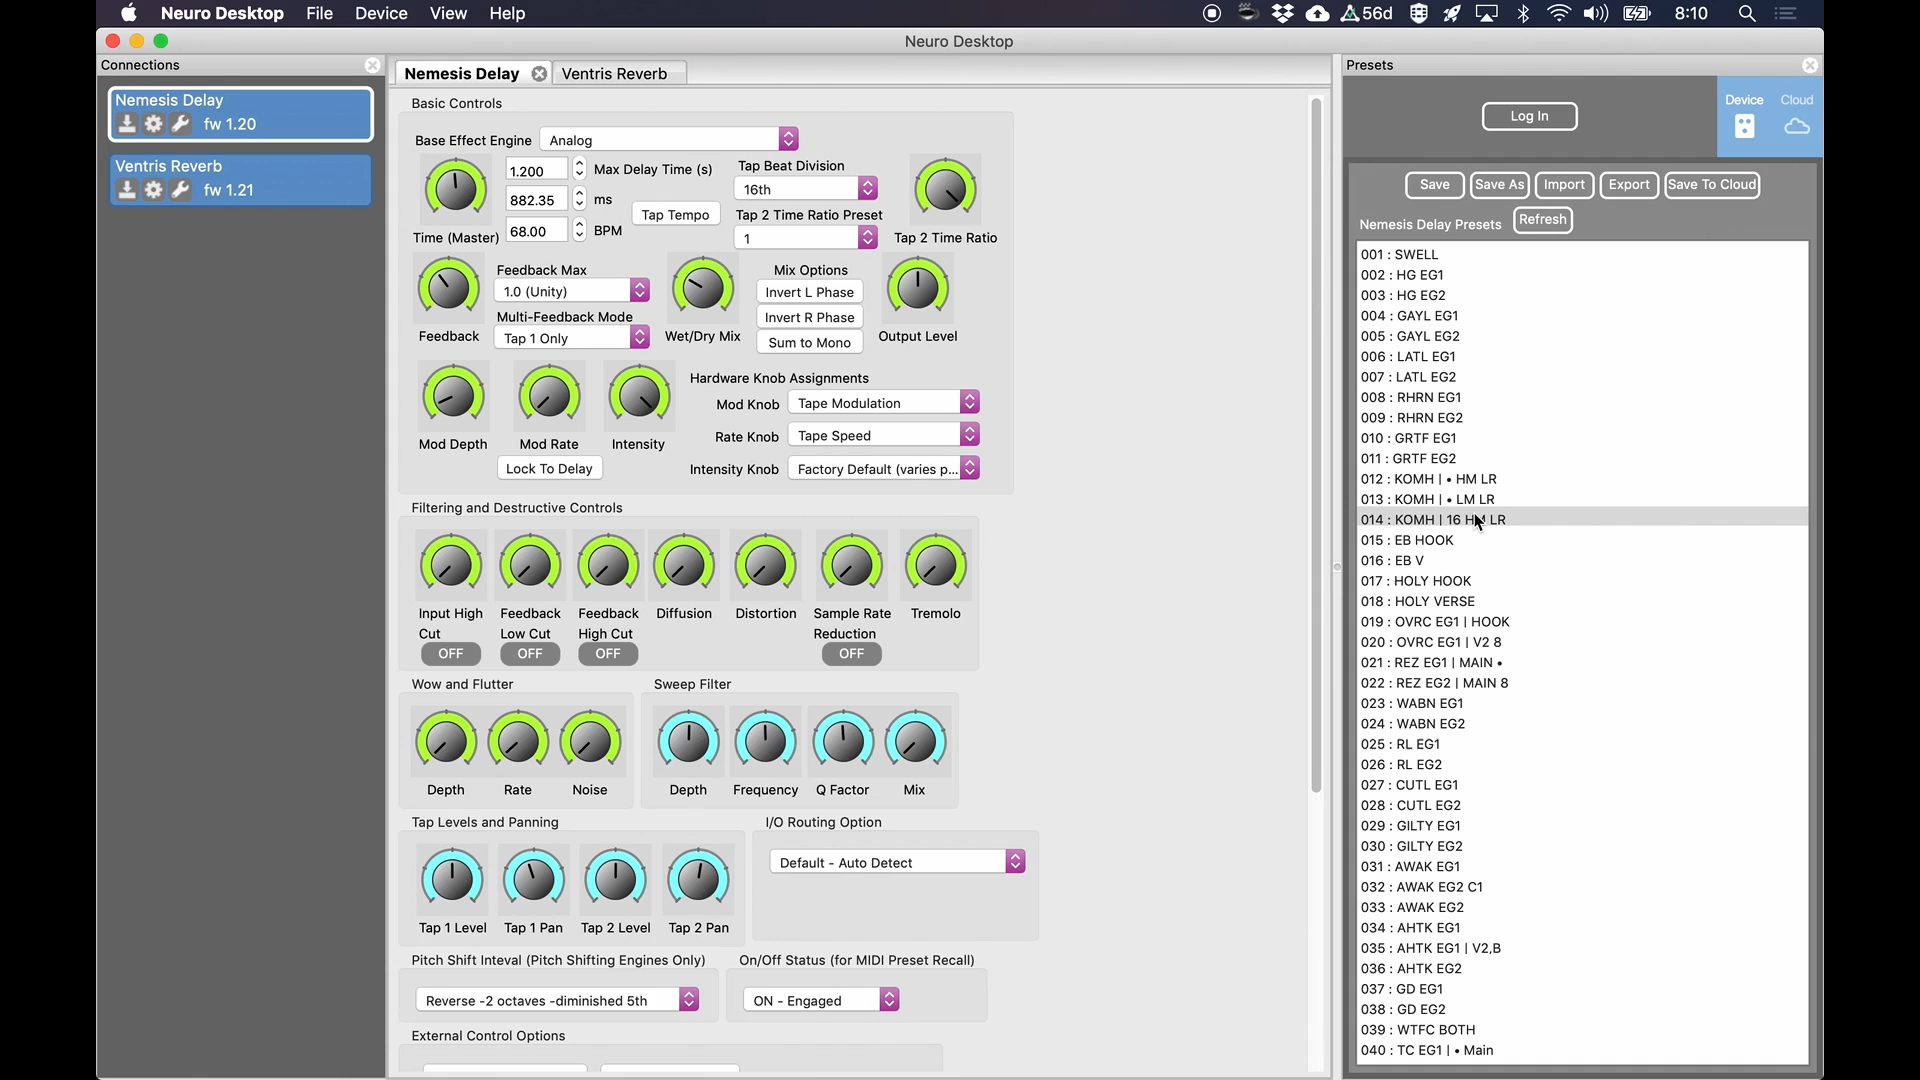 Neuro Desktop File Device View Help 56d 8:10
Neuro Desktop
Connections
Nemesis Delay
fw 1.20
Ventris Reverb
fw 1.21
Nemesis Delay Ventris Reverb
Basic Controls
Base Effect Engine Analog
1.200 Max Delay Time (s)
882.35 ms
68.00 BPM
Time (Master)
Tap Tempo
Tap Beat Division
16th
Tap 2 Time Ratio Preset
1
Tap 2 Time Ratio
Feedback
Feedback Max
1.0 (Unity)
Multi-Feedback Mode
Tap 1 Only
Wet/Dry Mix
Mix Options
Invert L Phase
Invert R Phase
Sum to Mono
Output Level
Mod Depth Mod Rate Intensity
Lock To Delay
Hardware Knob Assignments
Mod Knob Tape Modulation
Rate Knob Tape Speed
Intensity Knob Factory Default (varies p...
Filtering and Destructive Controls
Input High Cut
OFF
Feedback Low Cut
OFF
Feedback High Cut
OFF
Diffusion
Distortion
Sample Rate Reduction
OFF
Tremolo
Wow and Flutter
Depth Rate Noise
Sweep Filter
Depth Frequency Q Factor Mix
Tap Levels and Panning
Tap 1 Level Tap 1 Pan Tap 2 Level Tap 2 Pan
I/O Routing Option
Default - Auto Detect
Pitch Shift Inteval (Pitch Shifting Engines Only)
Reverse -2 octaves -diminished 5th
On/Off Status (for MIDI Preset Recall)
ON - Engaged
External Control Options
Presets
Log In
Device Cloud
Save Save As Import Export Save To Cloud
Nemesis Delay Presets Refresh
001 : SWELL
002 : HG EG1
003 : HG EG2
004 : GAYL EG1
005 : GAYL EG2
006 : LATL EG1
007 : LATL EG2
008 : RHRN EG1
009 : RHRN EG2
010 : GRTF EG1
011 : GRTF EG2
012 : KOMH | • HM LR
013 : KOMH | • LM LR
014 : KOMH | 16 HM LR
015 : EB HOOK
016 : EB V
017 : HOLY HOOK
018 : HOLY VERSE
019 : OVRC EG1 | HOOK
020 : OVRC EG1 | V2 8
021 : REZ EG1 | MAIN •
022 : REZ EG2 | MAIN 8
023 : WABN EG1
024 : WABN EG2
025 : RL EG1
026 : RL EG2
027 : CUTL EG1
028 : CUTL EG2
029 : GILTY EG1
030 : GILTY EG2
031 : AWAK EG1
032 : AWAK EG2 C1
033 : AWAK EG2
034 : AHTK EG1
035 : AHTK EG1 | V2,B
036 : AHTK EG2
037 : GD EG1
038 : GD EG2
039 : WTFC BOTH
040 : TC EG1 | • Main